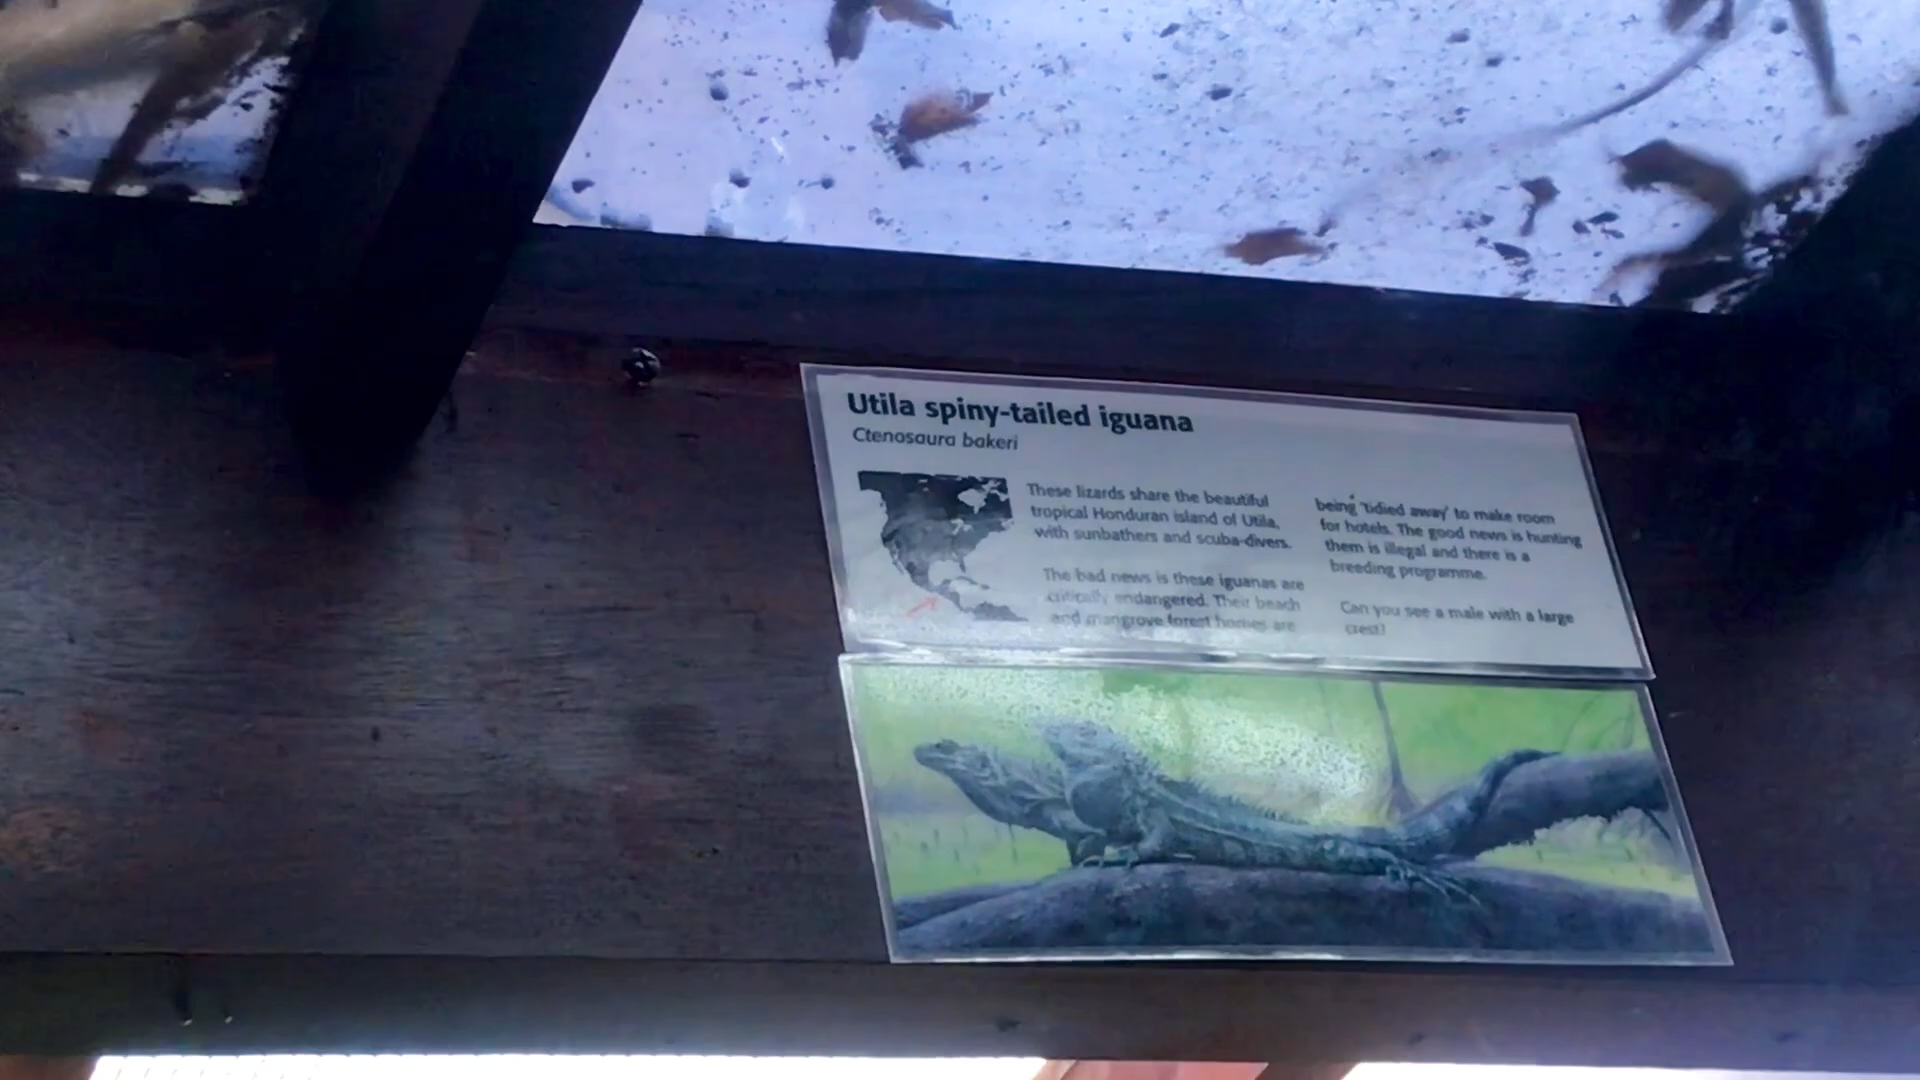 Utila spiny-tailed iguana
Ctenosaura bakeri
These lizards share the beautiful
tropical Honduran island of Utila,
with sunbathers and scuba-divers.
The bad news is these iguanas are
critically endangered. Their beach
and mangrove forest homes are
being 'tidied away' to make room
for hotels. The good news is hunting
them is illegal and there is a
breeding programme.
Can you see a male with a large
crest?